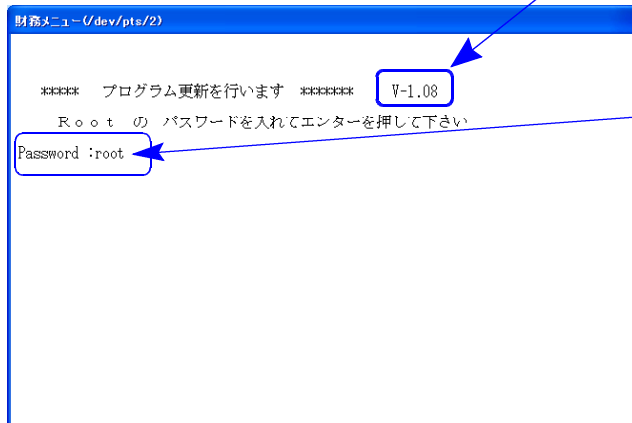 財務メニュー(/dev/pts/2)
***** プログラム更新を行います ******* V-1.08
Ｒｏｏｔ の パスワードを入れてエンターを押して下さい
Password :root